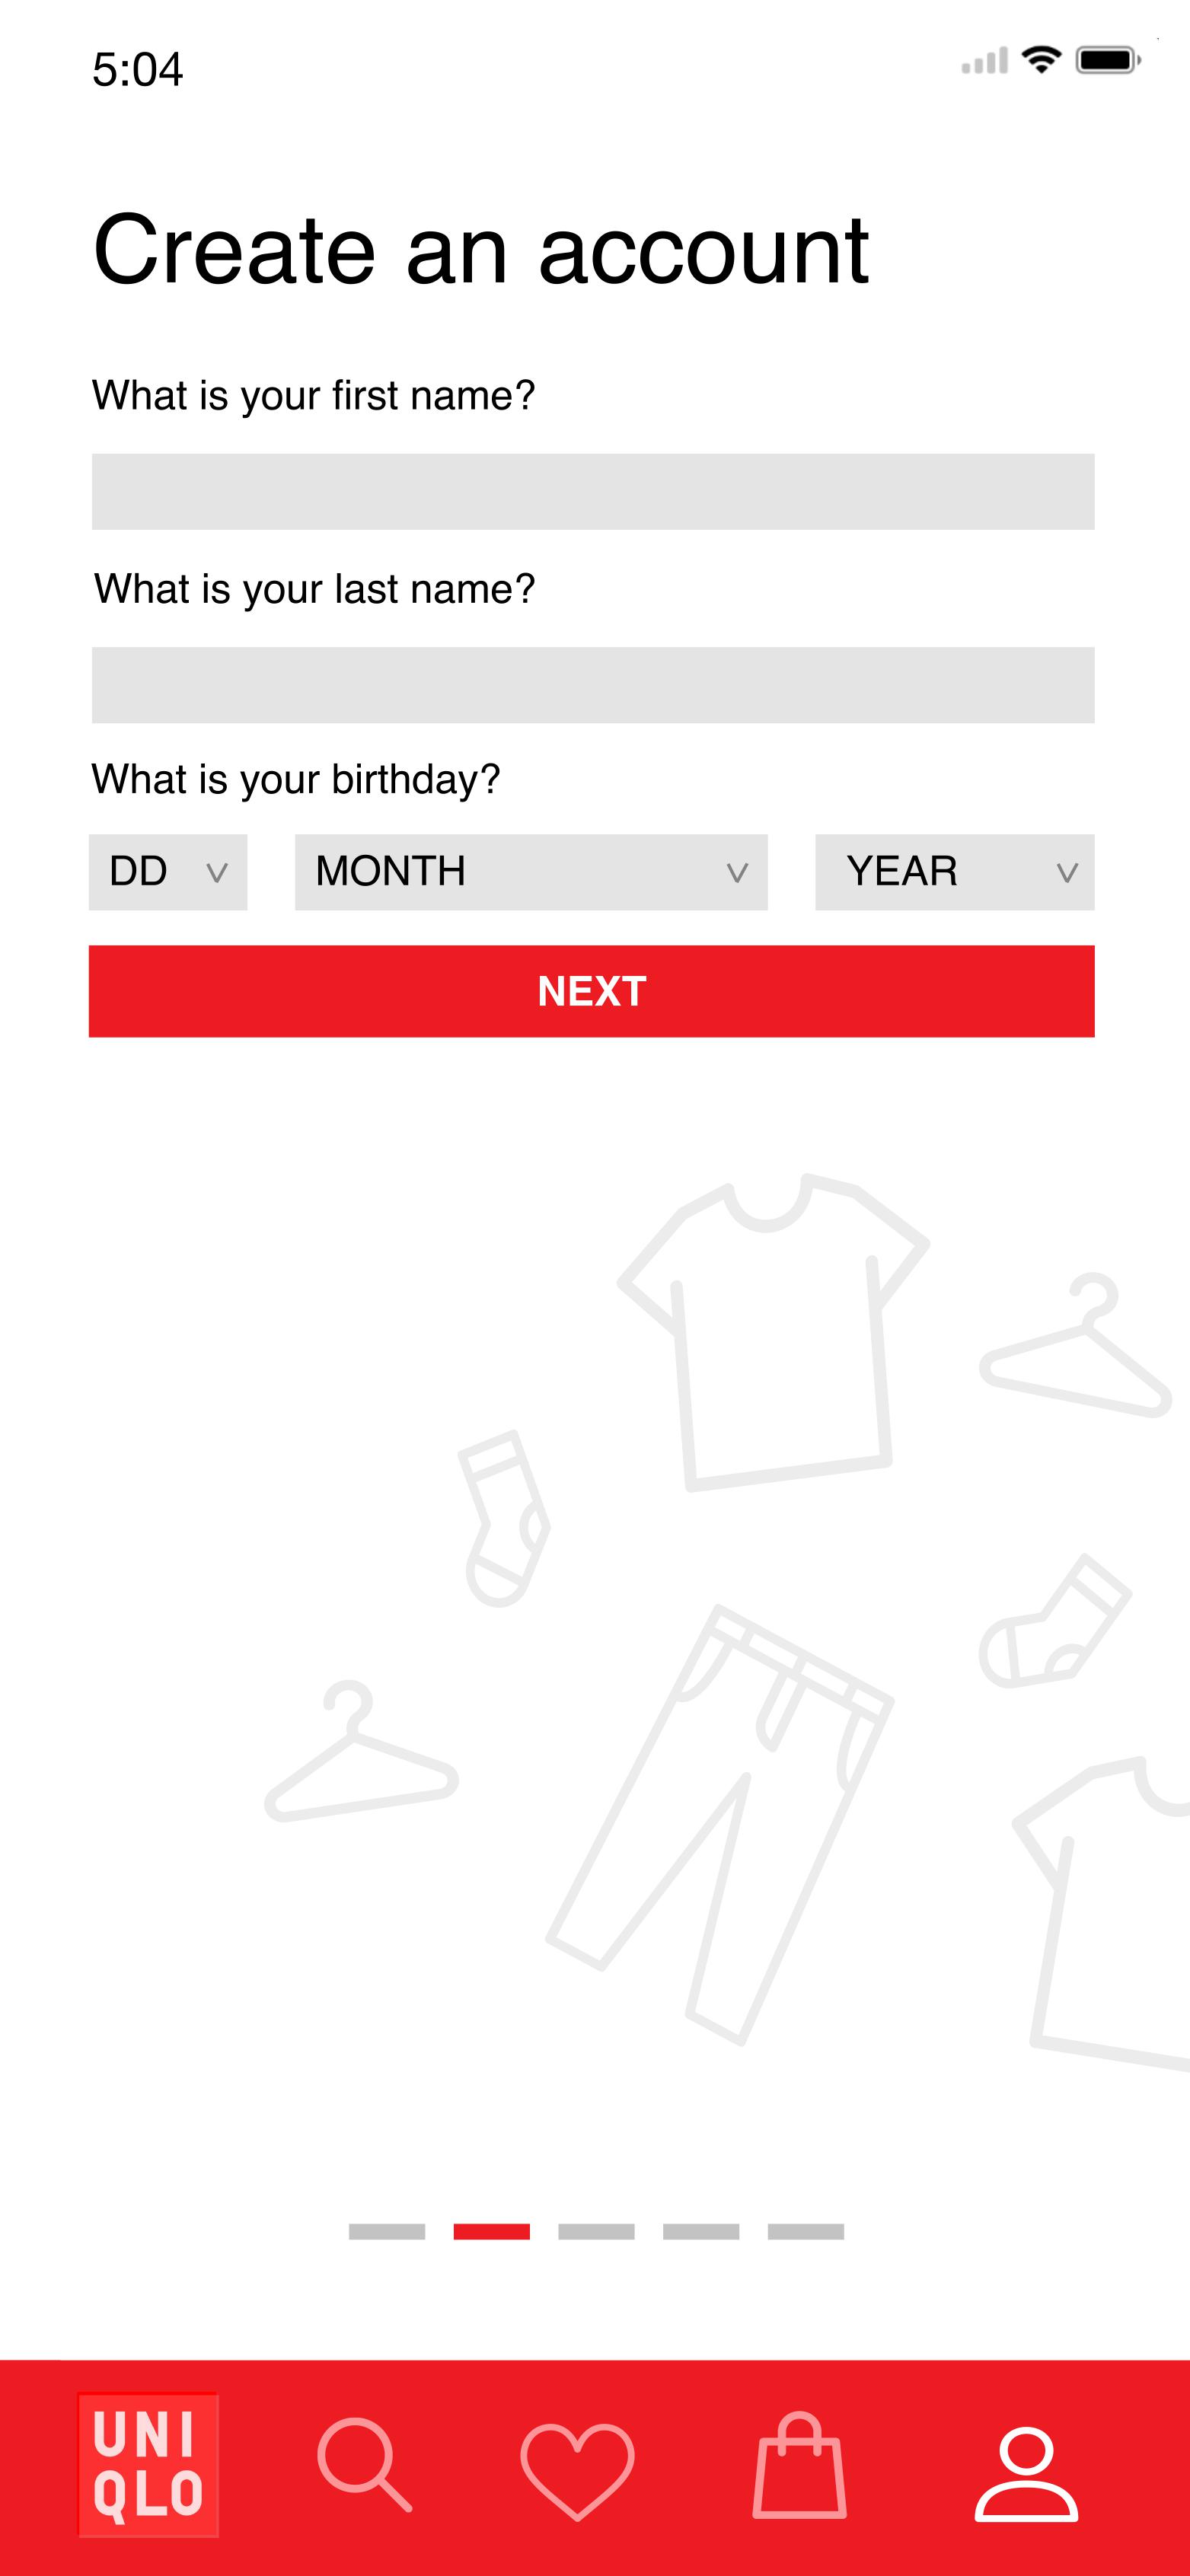 5:04
Create an account
What is your first name?
What is your last name?
What is your birthday?
DD MONTH YEAR
NEXT
UNI
QLO